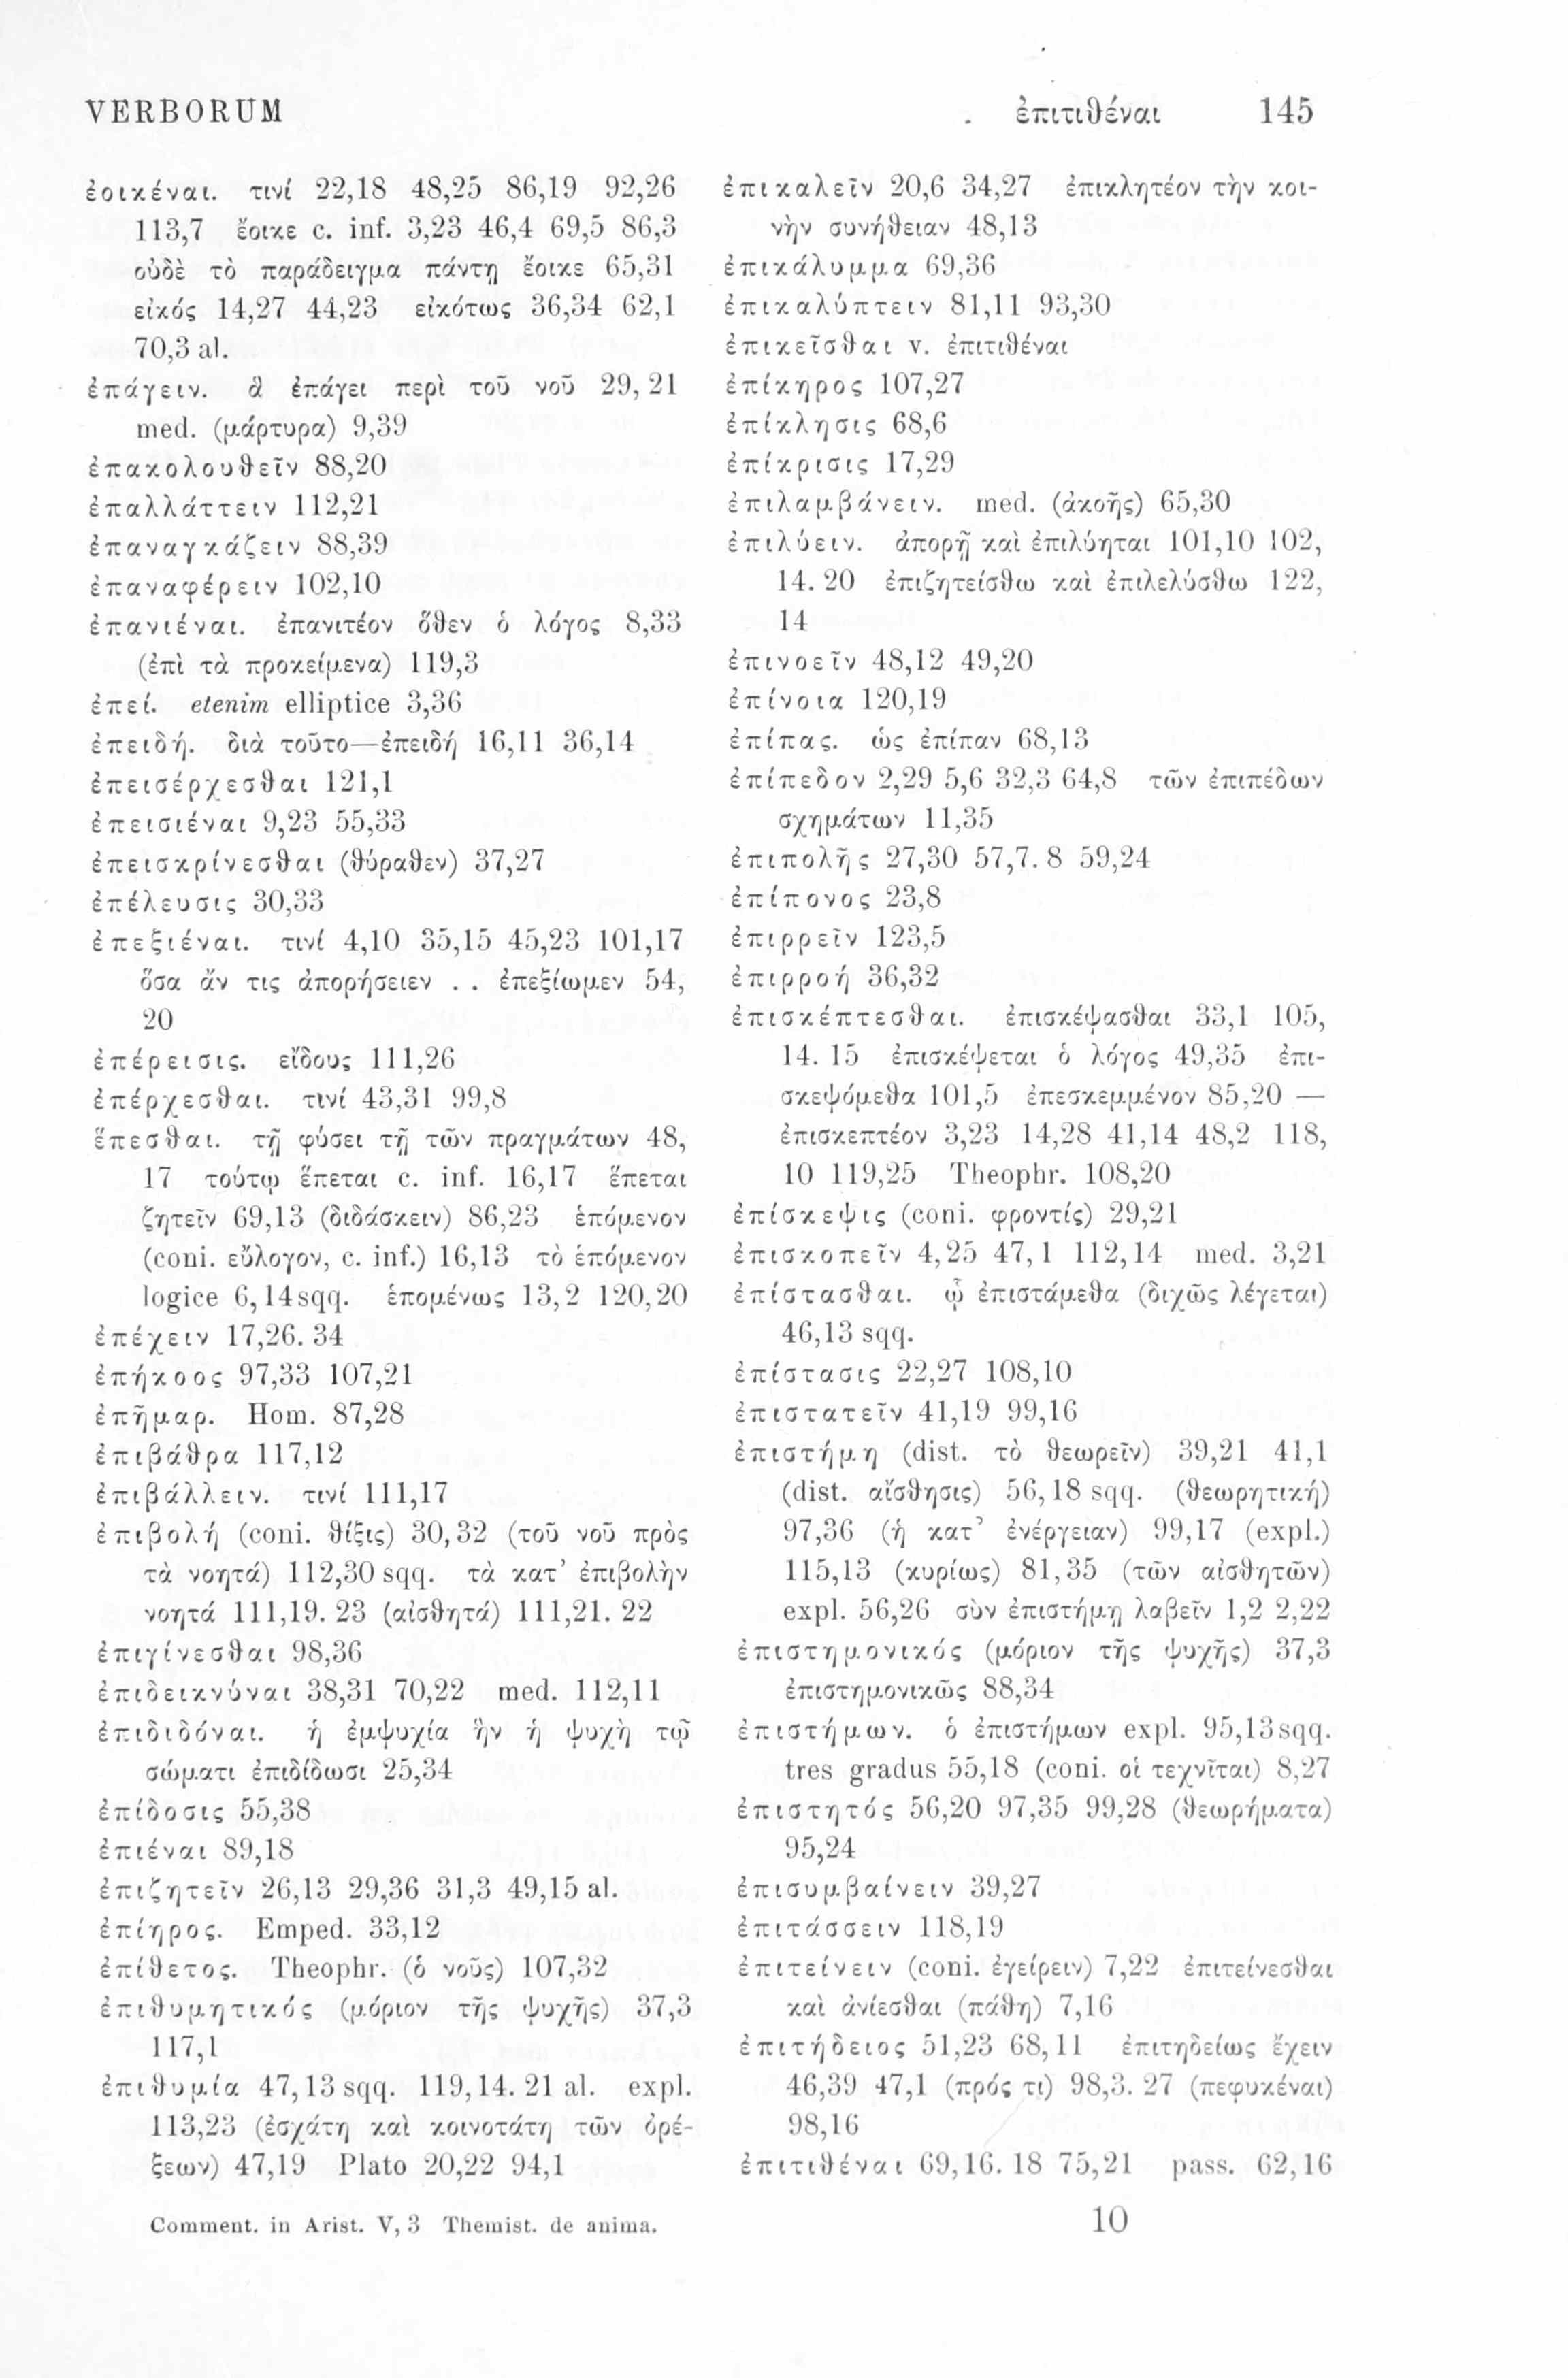 VERBORUM ἐπιτιθέναι 145
ἐοικέναι. τινί 22,18 48,25 86,19 92,26
113,7 ἔοικε c. inf. 3,23 46,4 69,5 86,3
οὐδὲ τὸ παράδειγμα πάντῃ ἔοικε 65,31
εἰκός 14,27 44,23 εἰκότως 36,34 62,1
70,3 al.
ἐπάγειν. ἃ ἐπάγει περὶ τοῦ νοῦ 29,21
med. (μάρτυρα) 9,39
ἐπακολουθεῖν 88,20
ἐπαλλάττειν 112,21
ἐπαναγκάζειν 88,39
ἐπαναφέρειν 102,10
ἐπανιέναι. ἐπανιτέον ὅθεν ὁ λόγος 8,33
(ἐπὶ τὰ προκείμενα) 119,3
ἐπεί. etenim elliptice 3,36
ἐπειδή. διὰ τοῦτο—ἐπειδή 16,11 36,14
ἐπεισέρχεσθαι 121,1
ἐπεισιέναι 9,23 55,33
ἐπεισκρίνεσθαι (θύραθεν) 37,27
ἐπέλευσις 30,33
ἐπεξιέναι. τινί 4,10 35,15 45,23 101,17
ὅσα ἄν τις ἀπορήσειεν . . ἐπεξίωμεν 54,
20
ἐπέρεισις. εἴδους 111,26
ἐπέρχεσθαι. τινί 43,31 99,8
ἕπεσθαι. τῇ φύσει τῇ τῶν πραγμάτων 48,
17 τούτῳ ἕπεται c. inf. 16,17 ἕπεται
ζητεῖν 69,13 (διδάσκειν) 86,23 ἑπόμενον
(coni. εὔλογον, c. inf.) 16,13 τὸ ἑπόμενον
logice 6,14sqq. ἑπομένως 13,2 120,20
ἐπέχειν 17,26. 34
ἐπήκοος 97,33 107,21
ἐπῆμαρ. Hom. 87,28
ἐπιβάθρα 117,12
ἐπιβάλλειν. τινί 111,17
ἐπιβολή (coni. θίξις) 30,32 (τοῦ νοῦ πρὸς
τὰ νοητά) 112,30 sqq. τὰ κατ’ ἐπιβολὴν
νοητά 111,19. 23 (αἰσθητά) 111,21. 22
ἐπιγίνεσθαι 98,36
ἐπιδεικνύναι 38,31 70,22 med. 112,11
ἐπιδιδόναι. ἡ ἐμψυχία ἣν ἡ ψυχὴ τῷ
σώματι ἐπιδίδωσι 25,34
ἐπίδοσις 55,38
ἐπιέναι 89,18
ἐπιζητεῖν 26,13 29,36 31,3 49,15 al.
ἐπίηρος. Emped. 33,12
ἐπίθετος. Theophr. (ὁ νοῦς) 107,32
ἐπιθυμητικός (μόριον τῆς ψυχῆς) 37,3
117,1
ἐπιθυμία 47,13 sqq. 119,14. 21 al. expl.
113,23 (ἐσχάτη καὶ κοινοτάτη τῶν ὀρέ-
ξεων) 47,19 Plato 20,22 94,1
ἐπικαλεῖν 20,6 34,27 ἐπικλητέον τὴν κοι-
νὴν συνήθειαν 48,13
ἐπικάλυμμα 69,36
ἐπικαλύπτειν 81,11 93,30
ἐπικεῖσθαι v. ἐπιτιθέναι
ἐπίκηρος 107,27
ἐπίκλησις 68,6
ἐπίκρισις 17,29
ἐπιλαμβάνειν. med. (ἀκοῆς) 65,30
ἐπιλύειν. ἀπορῇ καὶ ἐπιλύηται 101,10 102,
14. 20 ἐπιζητείσθω καὶ ἐπιλελύσθω 122,
14
ἐπινοεῖν 48,12 49,20
ἐπίνοια 120,19
ἐπίπας. ὡς ἐπίπαν 68,13
ἐπίπεδον 2,29 5,6 32,3 64,8 τῶν ἐπιπέδων
σχημάτων 11,35
ἐπιπολῆς 27,30 57,7. 8 59,24
ἐπίπονος 23,8
ἐπιρρεῖν 123,5
ἐπιρροή 36,32
ἐπισκέπτεσθαι. ἐπισκέψασθαι 33,1 105,
14. 15 ἐπισκέψεται ὁ λόγος 49,35 ἐπι-
σκεψόμεθα 101,5 ἐπεσκεμμένον 85,20 —
ἐπισκεπτέον 3,23 14,28 41,14 48,2 118,
10 119,25 Theophr. 108,20
ἐπίσκεψις (coni. φροντίς) 29,21
ἐπισκοπεῖν 4,25 47,1 112,14 med. 3,21
ἐπίστασθαι. ᾧ ἐπιστάμεθα (διχῶς λέγεται)
46,13 sqq.
ἐπίστασις 22,27 108,10
ἐπιστατεῖν 41,19 99,16
ἐπιστήμη (dist. τὸ θεωρεῖν) 39,21 41,1
(dist. αἴσθησις) 56,18 sqq. (θεωρητική)
97,36 (ἡ κατ’ ἐνέργειαν) 99,17 (expl.)
115,13 (κυρίως) 81,35 (τῶν αἰσθητῶν)
expl. 56,26 σὺν ἐπιστήμῃ λαβεῖν 1,2 2,22
ἐπιστημονικός (μόριον τῆς ψυχῆς) 37,3
ἐπιστημονικῶς 88,34
ἐπιστήμων. ὁ ἐπιστήμων expl. 95,13sqq.
tres gradus 55,18 (coni. οἱ τεχνῖται) 8,27
ἐπιστητός 56,20 97,35 99,28 (θεωρήματα)
95,24
ἐπισυμβαίνειν 39,27
ἐπιτάσσειν 118,19
ἐπιτείνειν (coni. ἐγείρειν) 7,22 ἐπιτείνεσθαι
καὶ ἀνίεσθαι (πάθη) 7,16
ἐπιτήδειος 51,23 68,11 ἐπιτηδείως ἔχειν
46,39 47,1 (πρός τι) 98,3. 27 (πεφυκέναι)
98,16
ἐπιτιθέναι 69,16. 18 75,21 pass. 62,16
Comment. in Arist. V, 3 Themist. de anima. 10